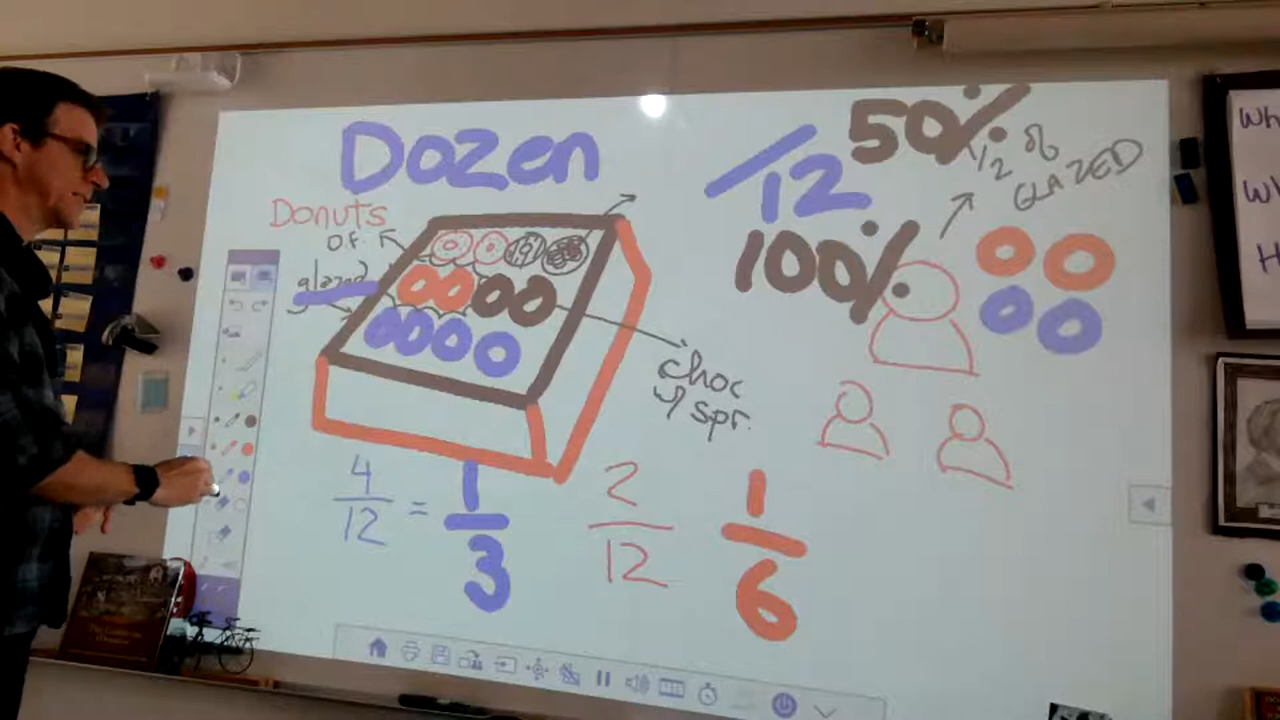 Dozen
Donuts
O.F.
glazed
/12
50%
1/2 of
GLAZED
100%
choc
w/ spr.
4/12 = 1/3
2/12
1/6
Wh
W
H